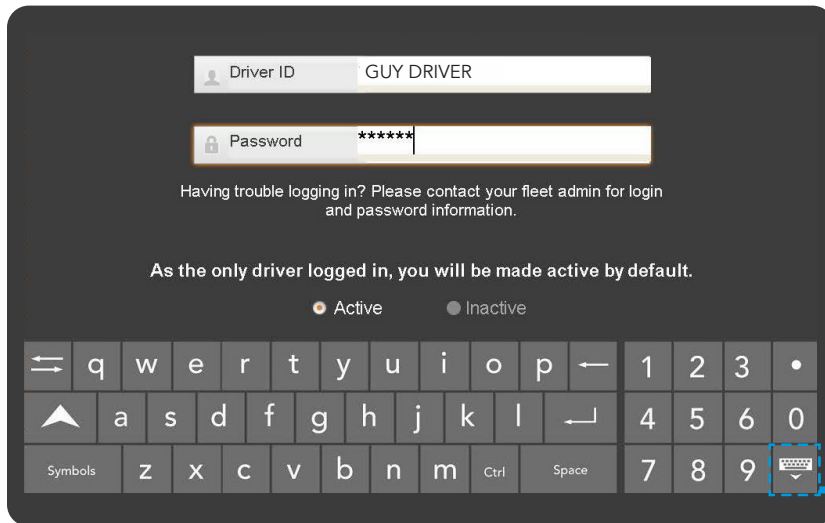 Driver ID GUY DRIVER
Password ******
Having trouble logging in? Please contact your fleet admin for login
and password information.
As the only driver logged in, you will be made active by default.
Active Inactive
q w e r t y u i o p 1 2 3 •
a s d f g h j k l 4 5 6 0
Symbols z x c v b n m Ctrl Space 7 8 9